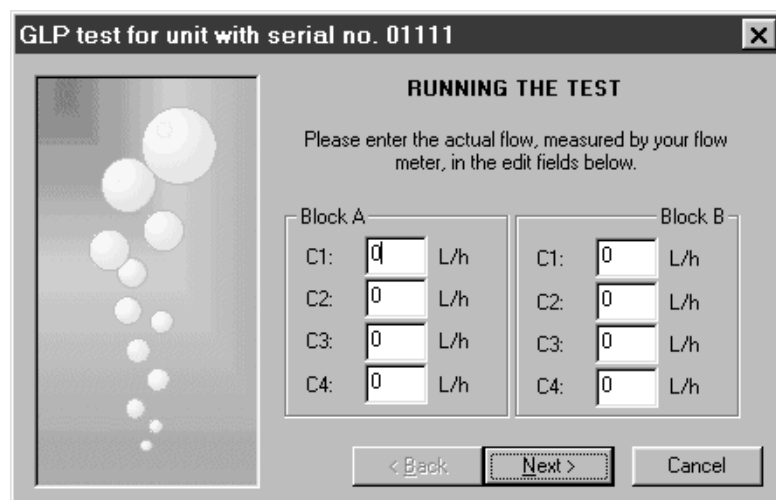 GLP test for unit with serial no. 01111
RUNNING THE TEST
Please enter the actual flow, measured by your flow
meter, in the edit fields below.
Block A
C1: 0 L/h
C2: 0 L/h
C3: 0 L/h
C4: 0 L/h
Block B
C1: 0 L/h
C2: 0 L/h
C3: 0 L/h
C4: 0 L/h
< Back Next > Cancel